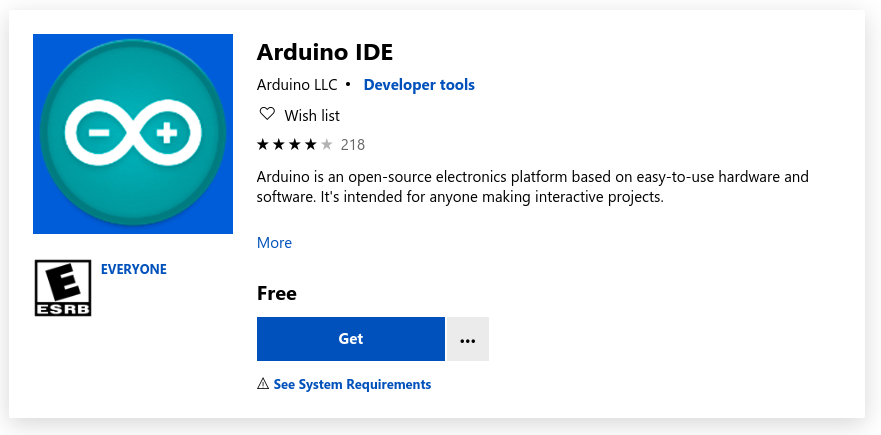 Arduino IDE
Arduino LLC • Developer tools
Wish list
★★★★★ 218
Arduino is an open-source electronics platform based on easy-to-use hardware and
software. It's intended for anyone making interactive projects.
More
E
ESRB
EVERYONE
Free
Get
...
See System Requirements